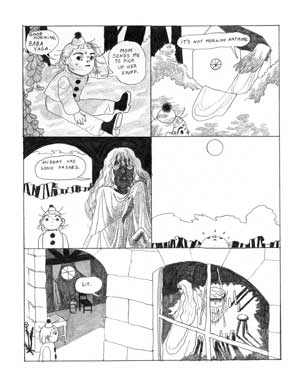 GOOD
MORNING,
BABA
YAGA
MOM
SENDS ME
TO PICK
UP HER
STUFF.
IT'S NOT MORNING ANYMORE.
MIDDAY HAS
LONG PASSED.
SIT.